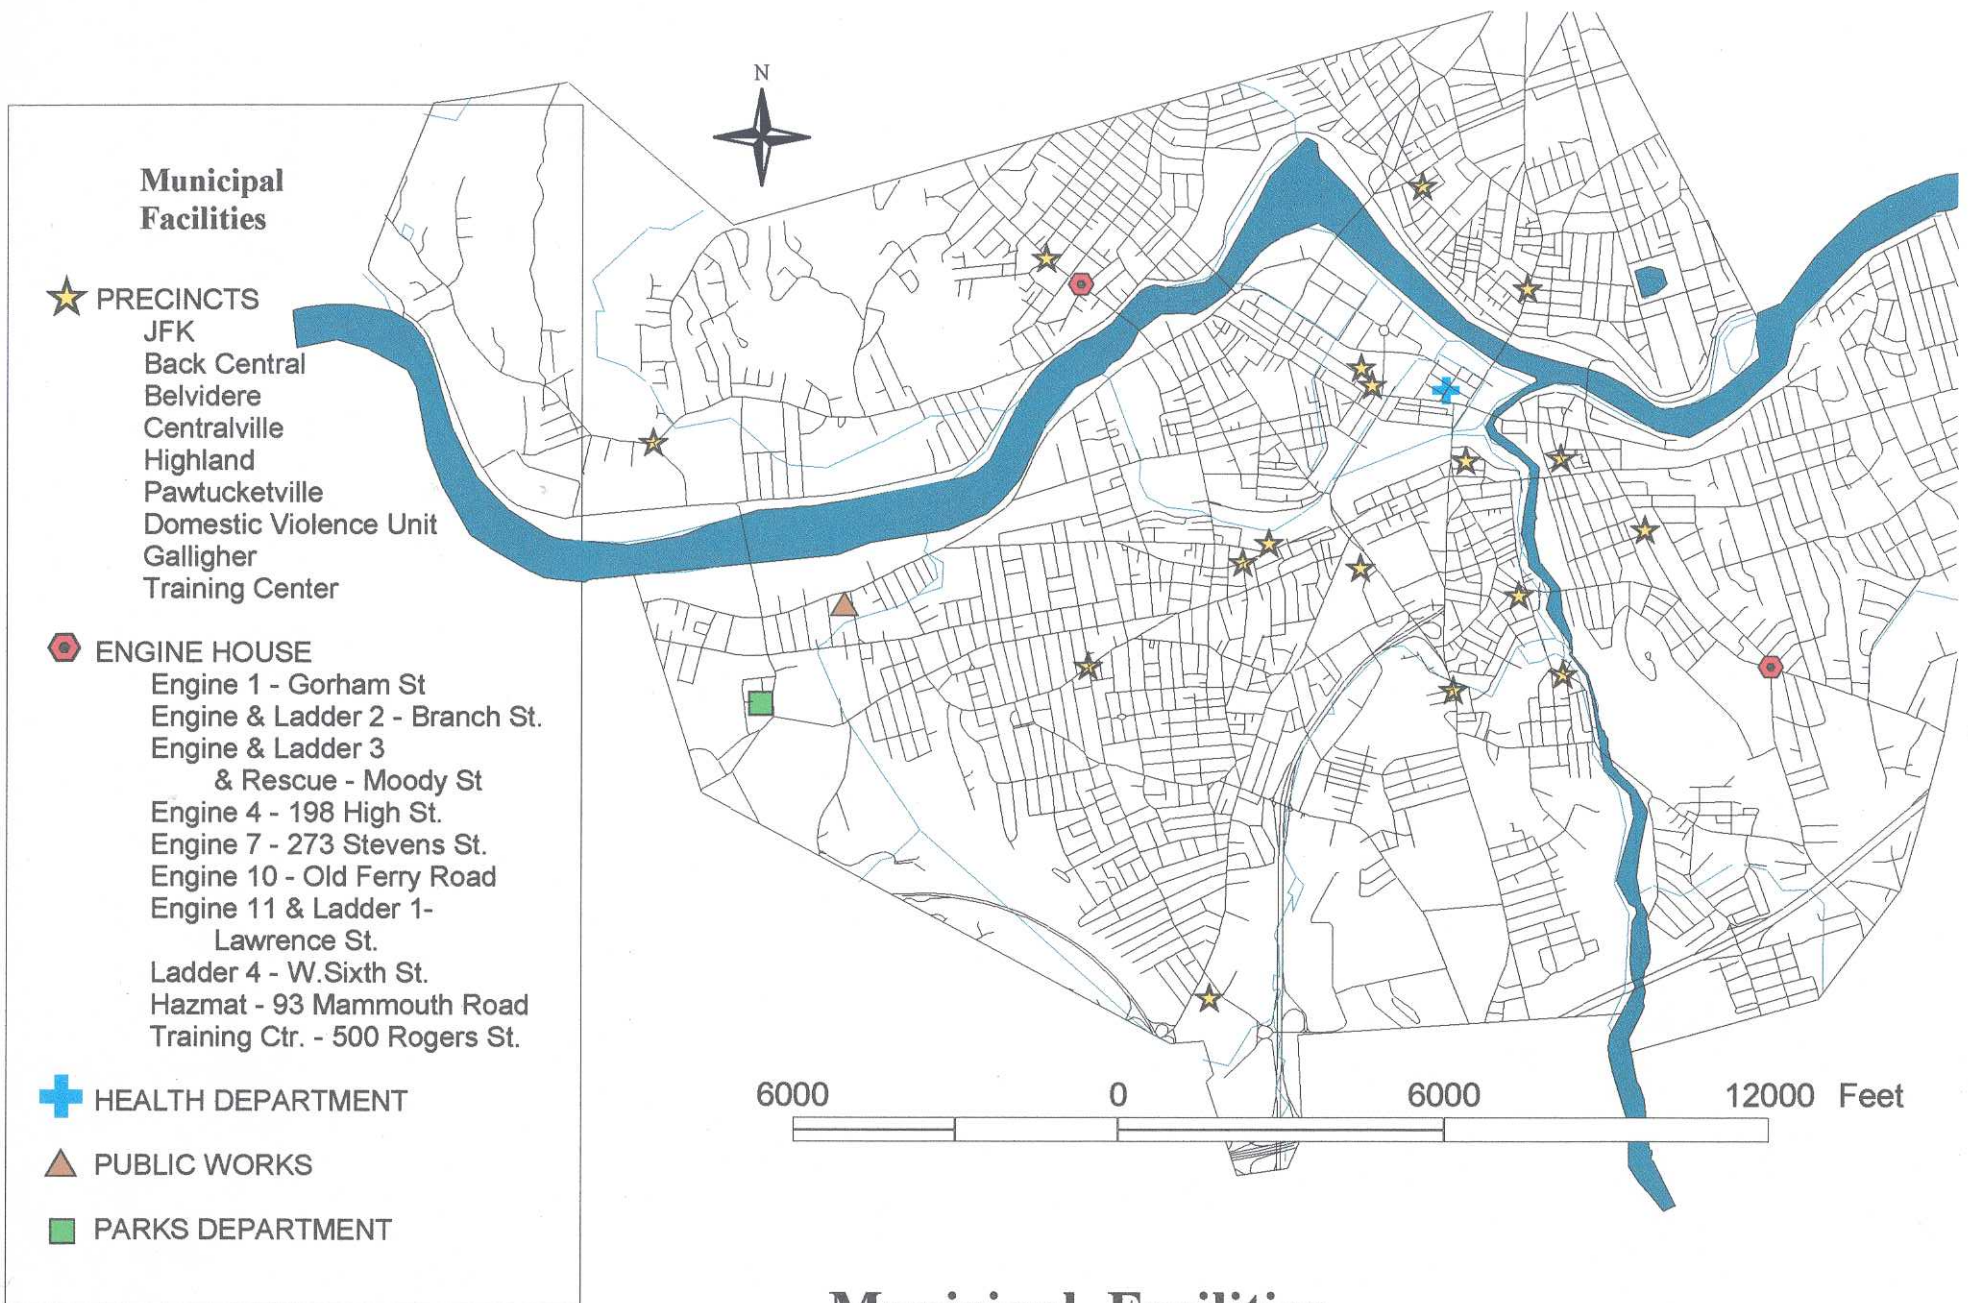 N
Municipal
Facilities
PRECINCTS
JFK
Back Central
Belvidere
Centralville
Highland
Pawtucketville
Domestic Violence Unit
Galligher
Training Center
ENGINE HOUSE
Engine 1 - Gorham St
Engine & Ladder 2 - Branch St.
Engine & Ladder 3
& Rescue - Moody St
Engine 4 - 198 High St.
Engine 7 - 273 Stevens St.
Engine 10 - Old Ferry Road
Engine 11 & Ladder 1-
Lawrence St.
Ladder 4 - W.Sixth St.
Hazmat - 93 Mammouth Road
Training Ctr. - 500 Rogers St.
HEALTH DEPARTMENT
PUBLIC WORKS
PARKS DEPARTMENT
6000 0 6000 12000 Feet
Municipal Facilities